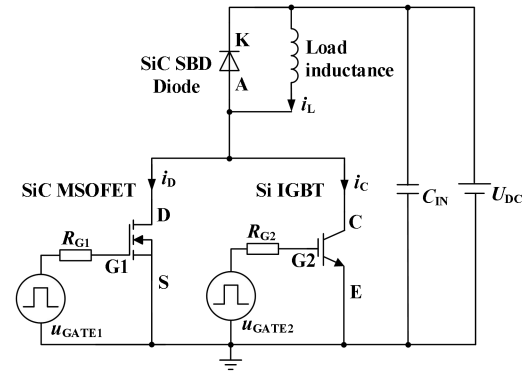 K
SiC SBD
Diode
A
Load
inductance
iL
iD
iC
SiC MSOFET
Si IGBT
CIN
UDC
D
C
RG1
RG2
G1
G2
S
E
uGATE1
uGATE2